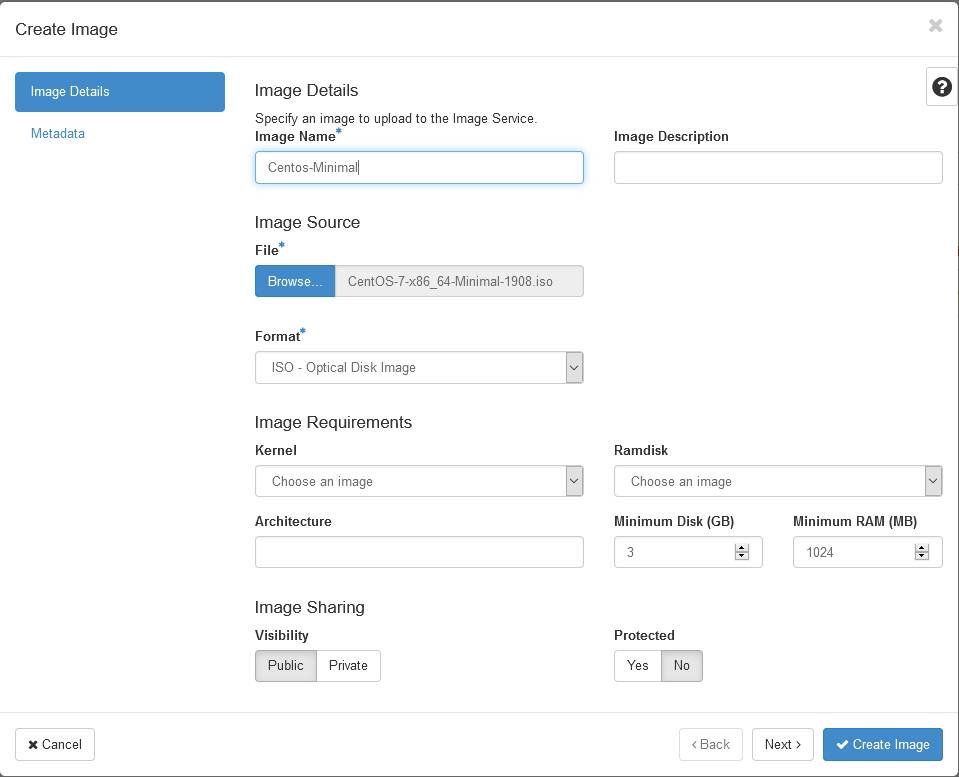 Create Image
Image Details
Metadata
Image Details
Specify an image to upload to the Image Service.
Image Name*
Image Description
Centos-Minimal
Image Source
File*
Browse... CentOS-7-x86_64-Minimal-1908.iso
Format*
ISO - Optical Disk Image
Image Requirements
Kernel Ramdisk
Choose an image Choose an image
Architecture Minimum Disk (GB) Minimum RAM (MB)
3 1024
Image Sharing
Visibility Protected
Public Private Yes No
Cancel < Back Next > Create Image